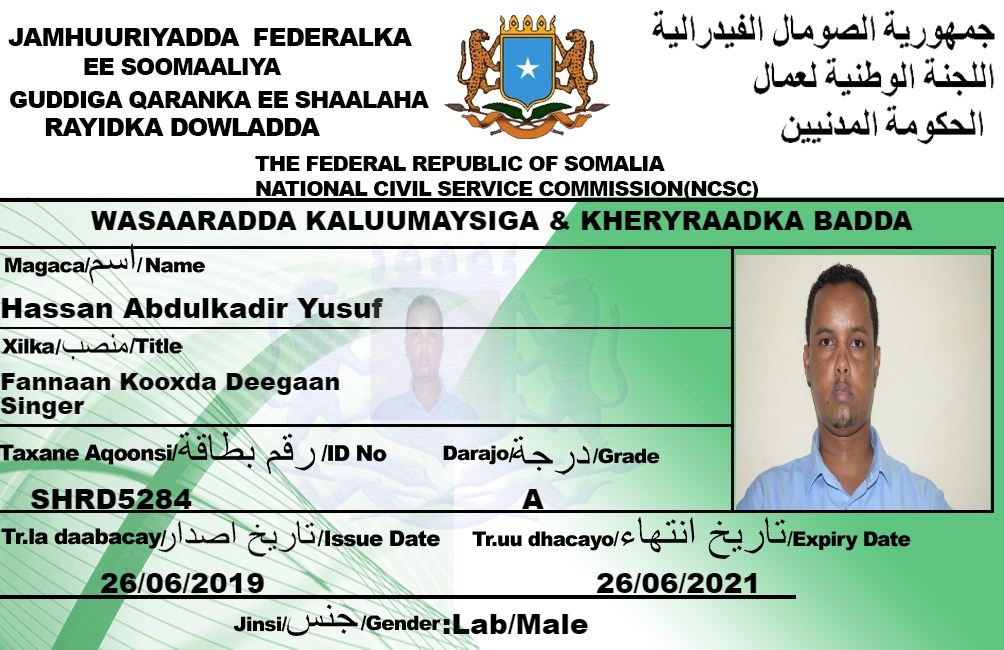 JAMHUURIYADDA FEDERALKA
EE SOOMAALIYA
GUDDIGA QARANKA EE SHAALAHA
RAYIDKA DOWLADDA
جمهورية الصومال الفيدرالية
اللجنة الوطنية لعمال
الحكومة المدنيين
THE FEDERAL REPUBLIC OF SOMALIA
NATIONAL CIVIL SERVICE COMMISSION(NCSC)
WASAARADDA KALUUMAYSIGA & KHERYRAADKA BADDA
Magaca/اسم/Name
Hassan Abdulkadir Yusuf
Xilka/منصب/Title
Fannaan Kooxda Deegaan
Singer
Taxane Aqoonsi/رقم بطاقة/ID No
Darajo/درجة/Grade
SHRD5284
A
Tr.la daabacay/تاريخ اصدار/Issue Date
Tr.uu dhacayo/تاريخ انتهاء/Expiry Date
26/06/2019
26/06/2021
Jinsi/جنس/Gender:Lab/Male